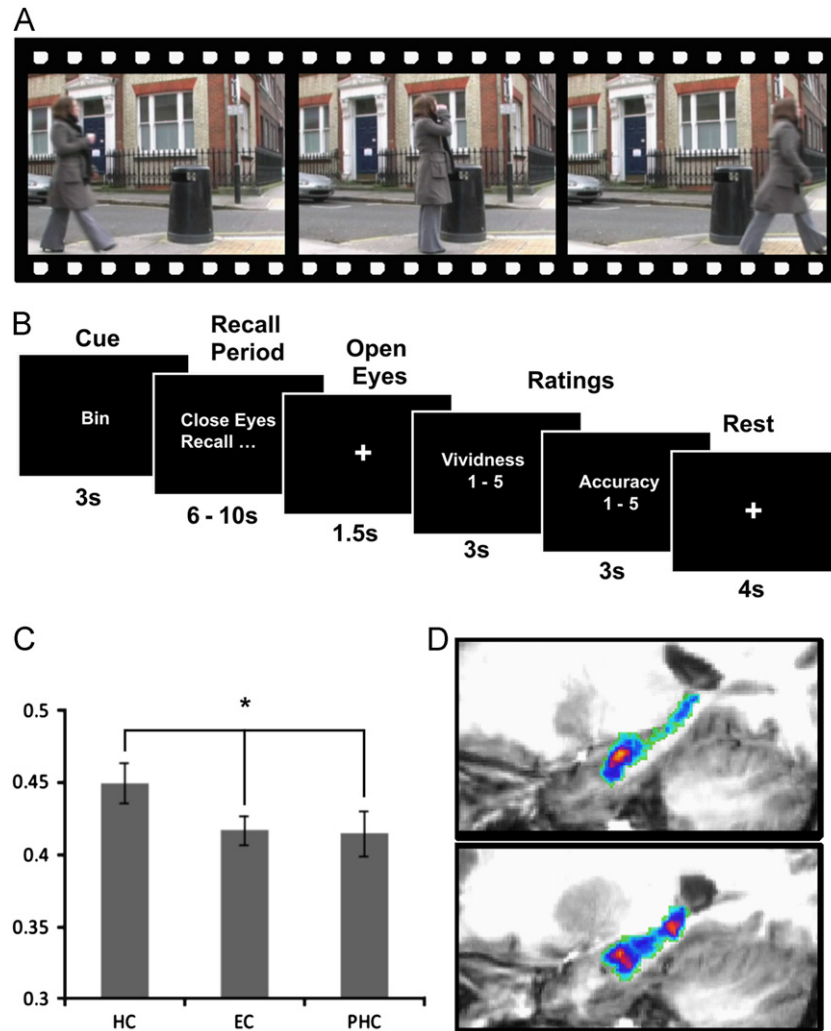 A
B
Cue
Bin
3s
Recall
Period
Close Eyes
Recall ...
6 - 10s
Open
Eyes
+
1.5s
Ratings
Vividness
1 - 5
3s
Accuracy
1 - 5
3s
Rest
+
4s
C
0.5
0.45
0.4
0.35
0.3
*
HC
EC
PHC
D